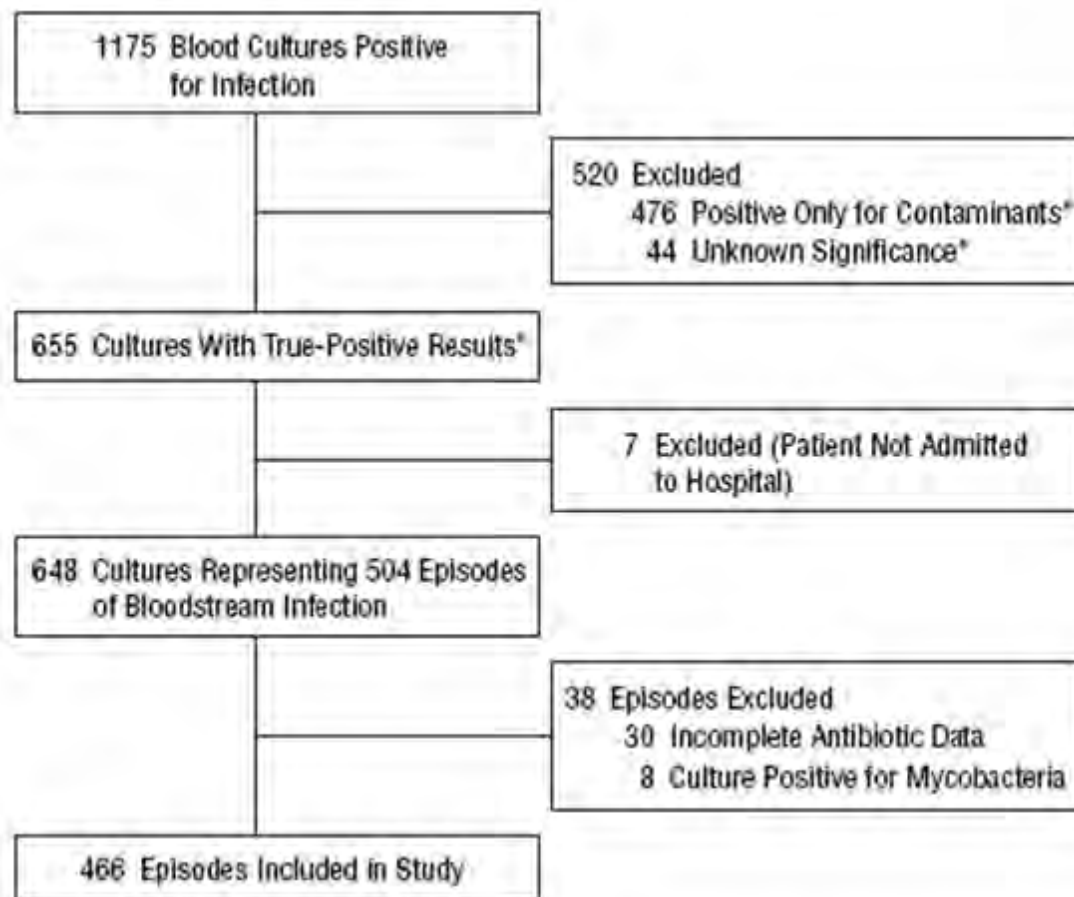 1175 Blood Cultures Positive
for Infection
520 Excluded
476 Positive Only for Contaminants*
44 Unknown Significance*
655 Cultures With True-Positive Results*
7 Excluded (Patient Not Admitted
to Hospital)
648 Cultures Representing 504 Episodes
of Bloodstream Infection
38 Episodes Excluded
30 Incomplete Antibiotic Data
8 Culture Positive for Mycobacteria
466 Episodes Included in Study